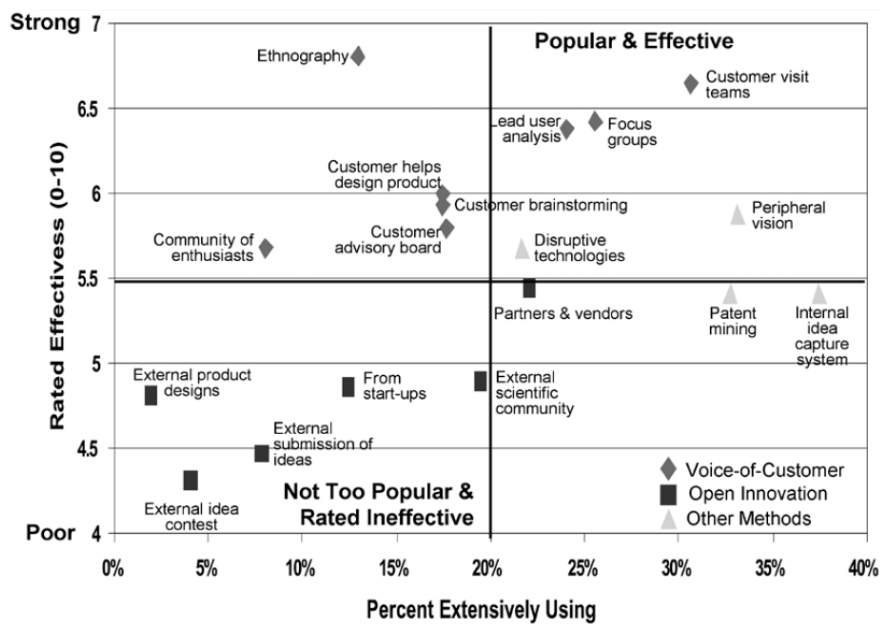 Strong
7
6.5
6
5.5
5
4.5
4
Poor
Rated Effectivess (0-10)
Popular & Effective
Ethnography
Customer visit
teams
Lead user
analysis
Focus
groups
Customer helps
design product
Customer brainstorming
Customer
advisory board
Community of
enthusiasts
Peripheral
vision
Disruptive
technologies
Partners & vendors
Patent
mining
Internal
idea
capture
system
External product
designs
From
start-ups
External
scientific
community
External
submission of
ideas
External idea
contest
Not Too Popular &
Rated Ineffective
Voice-of-Customer
Open Innovation
Other Methods
0% 5% 10% 15% 20% 25% 30% 35% 40%
Percent Extensively Using